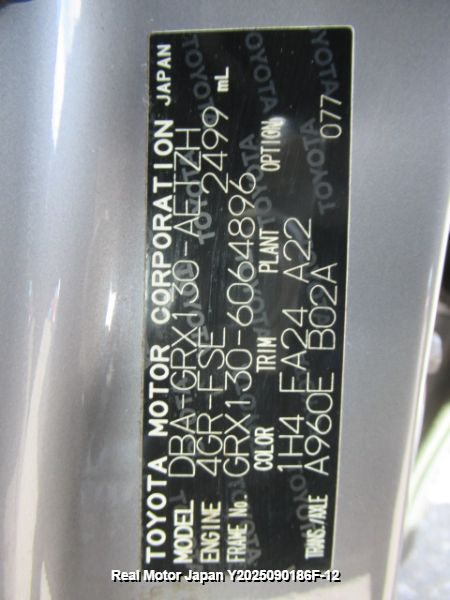 TOYOTA MOTOR CORPORATION JAPAN
MODEL DBA-GRX130-AETZH
ENGINE 4GR-FSE 2499 mL
FRAME No. GRX130-6064896
COLOR TRIM PLANT OPTION
1H4 FA24 A22
TRANS./AXLE A960E B02A 077
Real Motor Japan Y2025090186F-12